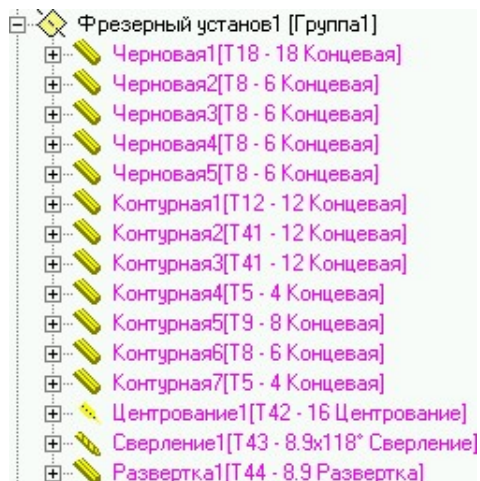 Фрезерный установ1 [Группа1]
Черновая1[T18 - 18 Концевая]
Черновая2[T8 - 6 Концевая]
Черновая3[T8 - 6 Концевая]
Черновая4[T8 - 6 Концевая]
Черновая5[T8 - 6 Концевая]
Контурная1[T12 - 12 Концевая]
Контурная2[T41 - 12 Концевая]
Контурная3[T41 - 12 Концевая]
Контурная4[T5 - 4 Концевая]
Контурная5[T9 - 8 Концевая]
Контурная6[T8 - 6 Концевая]
Контурная7[T5 - 4 Концевая]
Центрование1[T42 - 16 Центрование]
Сверление1[T43 - 8.9x118° Сверление]
Развертка1[T44 - 8.9 Развертка]